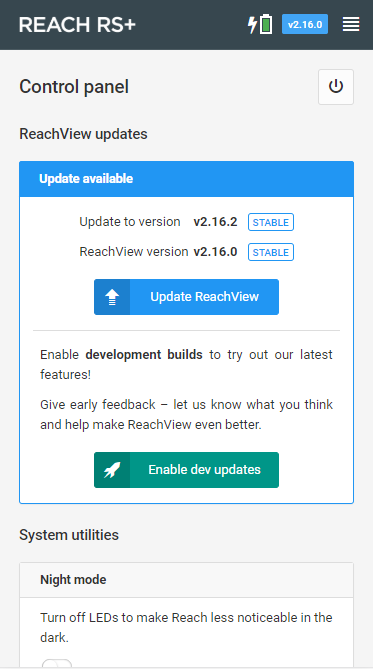 REACH RS+
v2.16.0
Control panel
ReachView updates
Update available
Update to version v2.16.2 STABLE
ReachView version v2.16.0 STABLE
Update ReachView
Enable development builds to try out our latest
features!
Give early feedback – let us know what you think
and help make ReachView even better.
Enable dev updates
System utilities
Night mode
Turn off LEDs to make Reach less noticeable in the
dark.